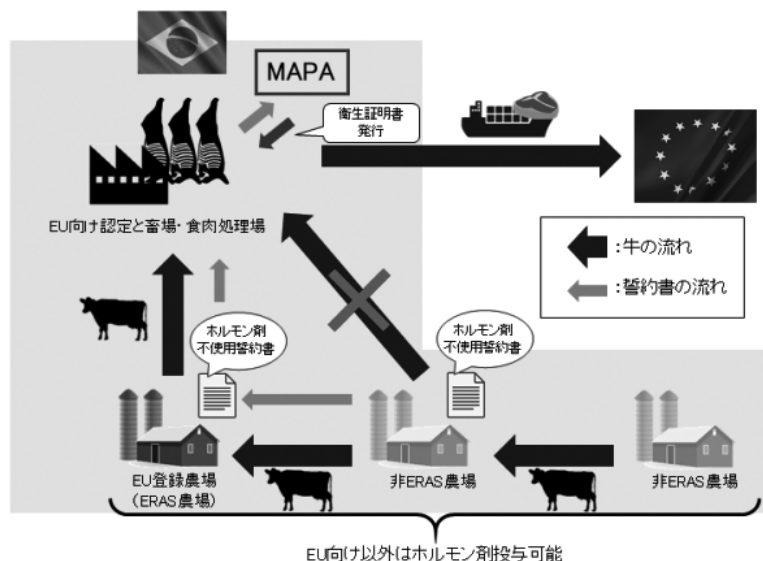 MAPA
衛生証明書
発行
EU向け認定と畜場・食肉処理場
:牛の流れ
:誓約書の流れ
ホルモン剤
不使用誓約書
ホルモン剤
不使用誓約書
EU登録農場
(ERAS農場)
非ERAS農場
非ERAS農場
EU向け以外はホルモン剤投与可能